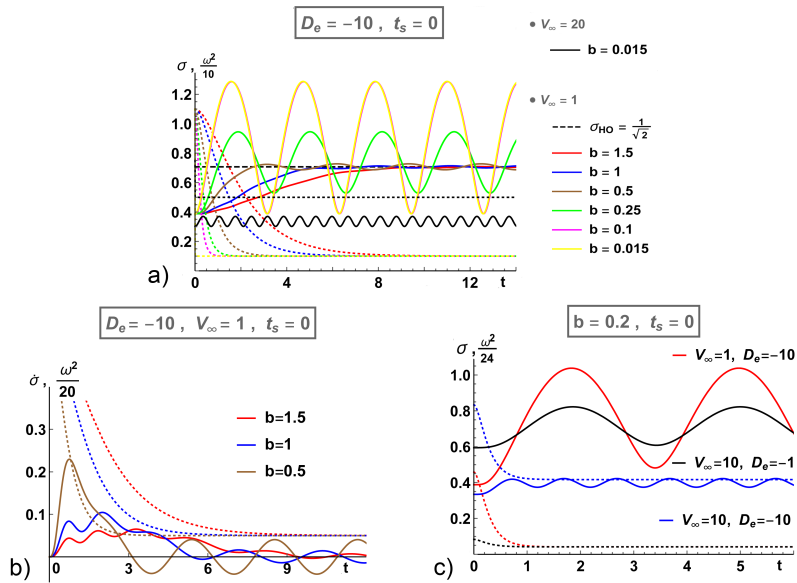 D_e = −10 , t_s = 0
σ , ω²/10
1.2
1.0
0.8
0.6
0.4
0.2
0 4 8 12 t
a)
• V_∞ = 20
b = 0.015
• V_∞ = 1
σ_HO = 1/√2
b = 1.5
b = 1
b = 0.5
b = 0.25
b = 0.1
b = 0.015
D_e = −10 , V_∞ = 1 , t_s = 0
σ̇ , ω²/20
0.3
0.2
0.1
0 3 6 9 t
b=1.5
b=1
b=0.5
b)
b = 0.2 , t_s = 0
σ , ω²/24
1.0
0.8
0.6
0.4
0.2
0 1 2 3 4 5 t
V_∞=1, D_e=−10
V_∞=10, D_e=−1
V_∞=10, D_e=−10
c)